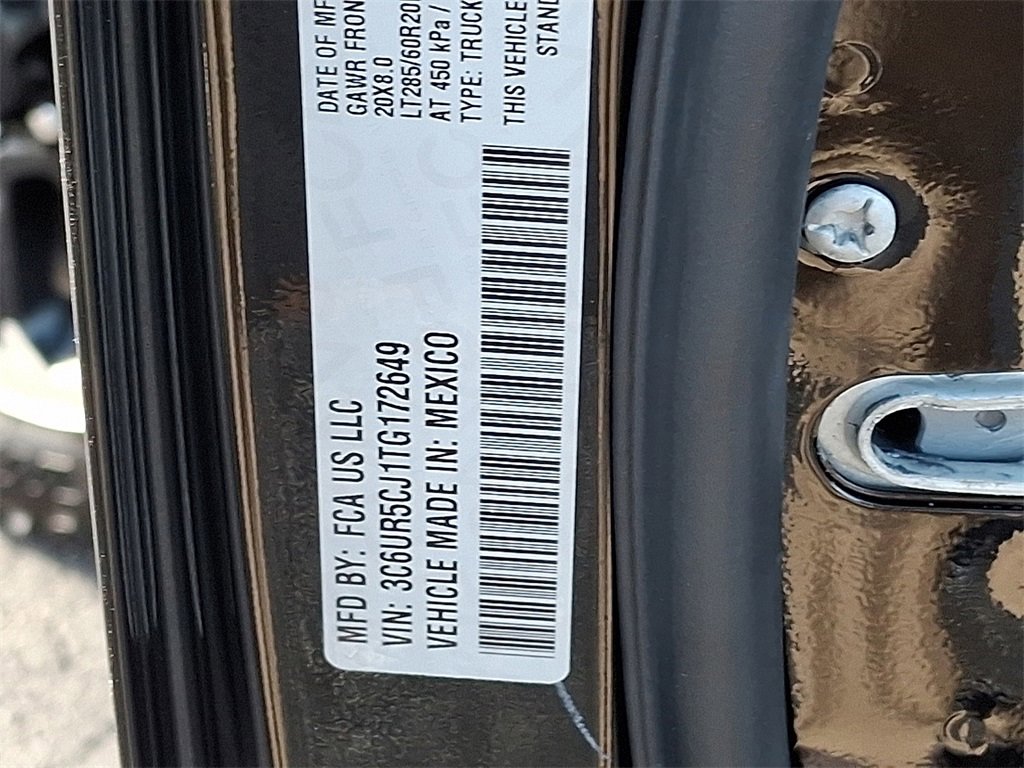 MFD BY: FCA US LLC
VIN: 3C6UR5CJ1TG172649
VEHICLE MADE IN: MEXICO
DATE OF MF
GAWR FRON
20X8.0
LT285/60R20
AT 450 kPa /
TYPE: TRUCK
THIS VEHICLE
STAND